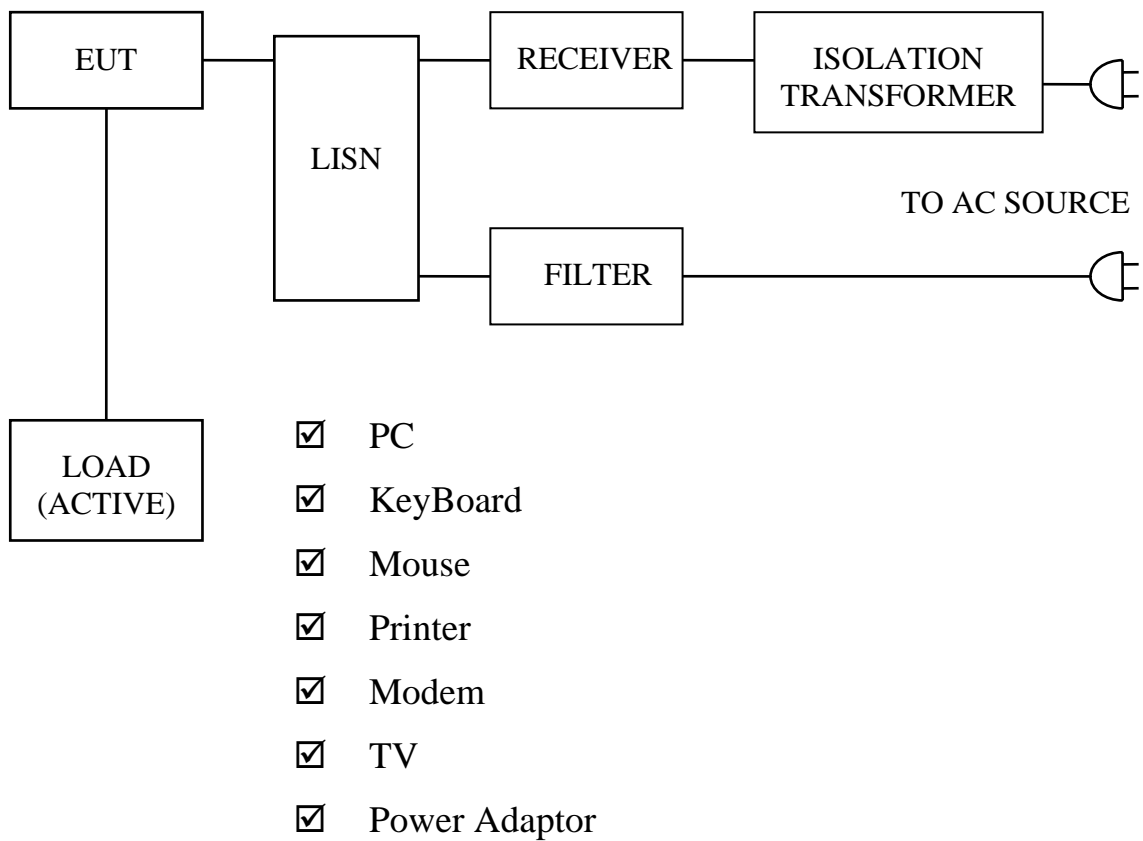 EUT
RECEIVER
ISOLATION
TRANSFORMER
LISN
TO AC SOURCE
FILTER
LOAD
(ACTIVE)
☑ PC
☑ KeyBoard
☑ Mouse
☑ Printer
☑ Modem
☑ TV
☑ Power Adaptor